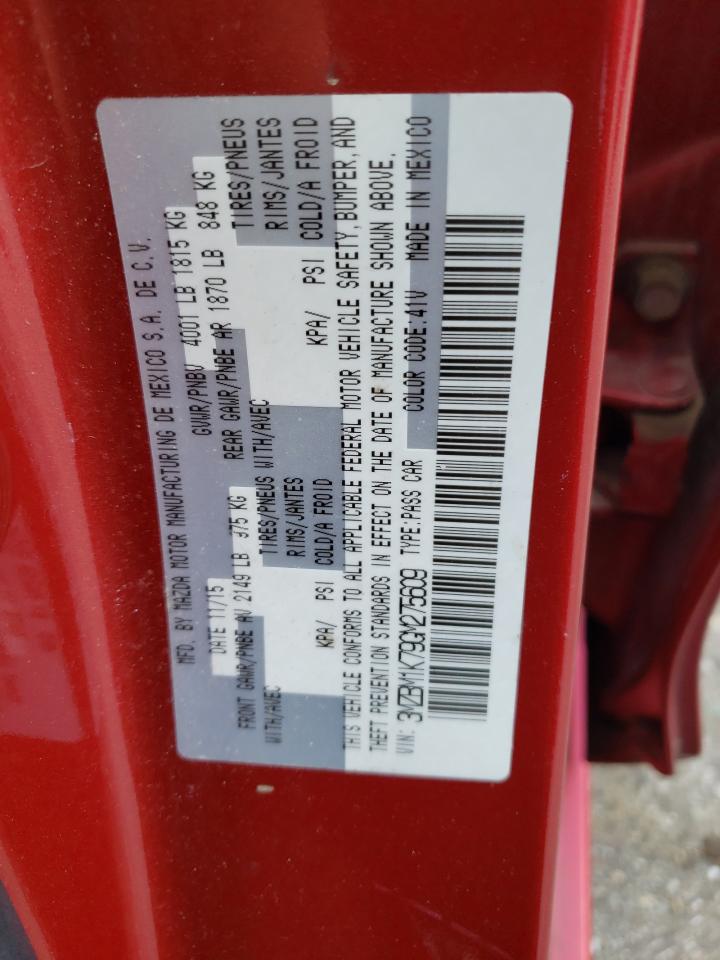 MFD. BY MAZDA MOTOR MANUFACTURING DE MEXICO S.A. DE C.V.
DATE 11/15 GVWR/PNBV 4001 LB 1815 KG
FRONT GAWR/PNBE AV 2149 LB 975 KG REAR GAWR/PNBE AR 1870 LB 848 KG
WITH/AVEC TIRES/PNEUS WITH/AVEC TIRES/PNEUS
RIMS/JANTES RIMS/JANTES
KPA/ PSI COLD/A FROID KPA/ PSI COLD/A FROID
THIS VEHICLE CONFORMS TO ALL APPLICABLE FEDERAL MOTOR VEHICLE SAFETY, BUMPER, AND
THEFT PREVENTION STANDARDS IN EFFECT ON THE DATE OF MANUFACTURE SHOWN ABOVE.
VIN: 3MZBM1K79GM275609 TYPE:PASS CAR COLOR CODE:41V MADE IN MEXICO